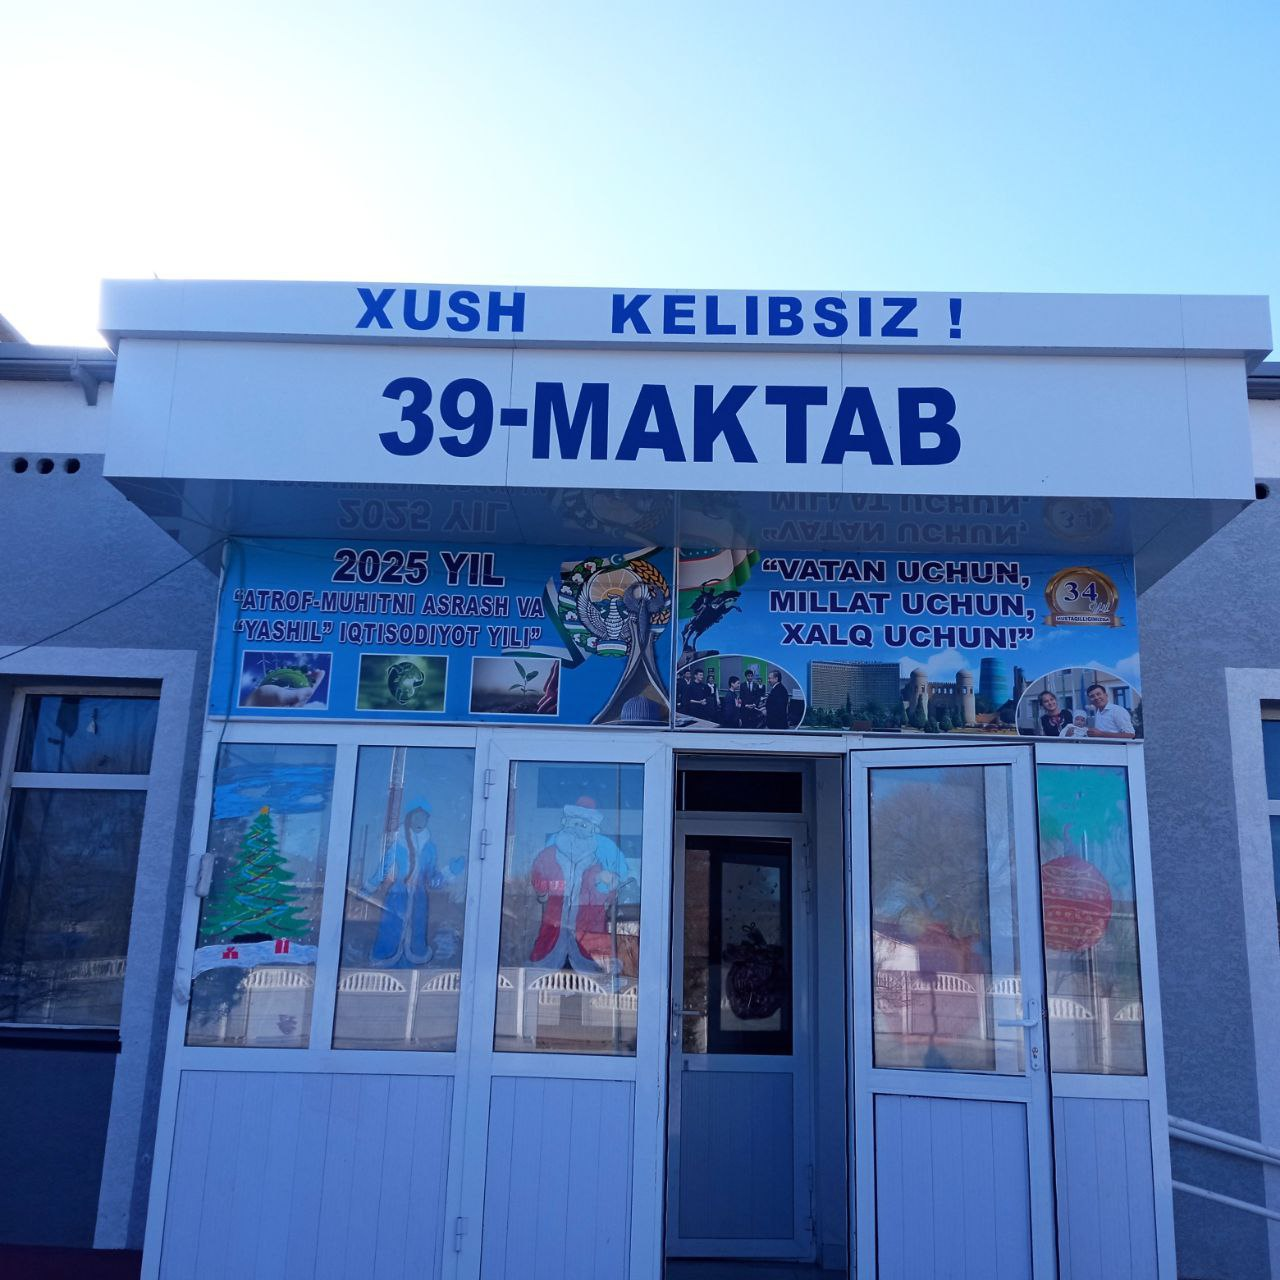 XUSH KELIBSIZ !
39-MAKTAB
2025 YIL
“ATROF-MUHITNI ASRASH VA
“YASHIL” IQTISODIYOT YILI”
“VATAN UCHUN,
MILLAT UCHUN,
XALQ UCHUN!”
34
MUSTAQILLIGIMIZGA